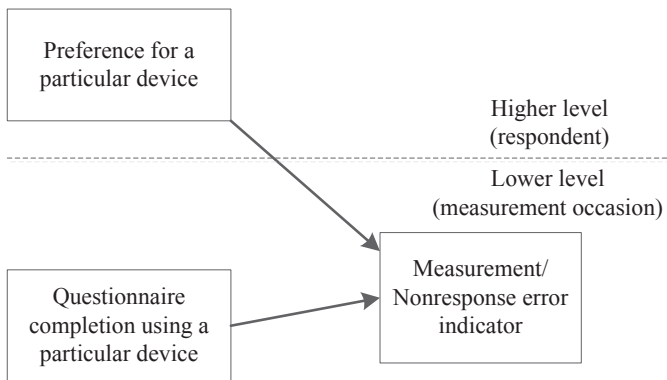 Preference for a
particular device
Higher level
(respondent)
Lower level
(measurement occasion)
Measurement/
Nonresponse error
indicator
Questionnaire
completion using a
particular device